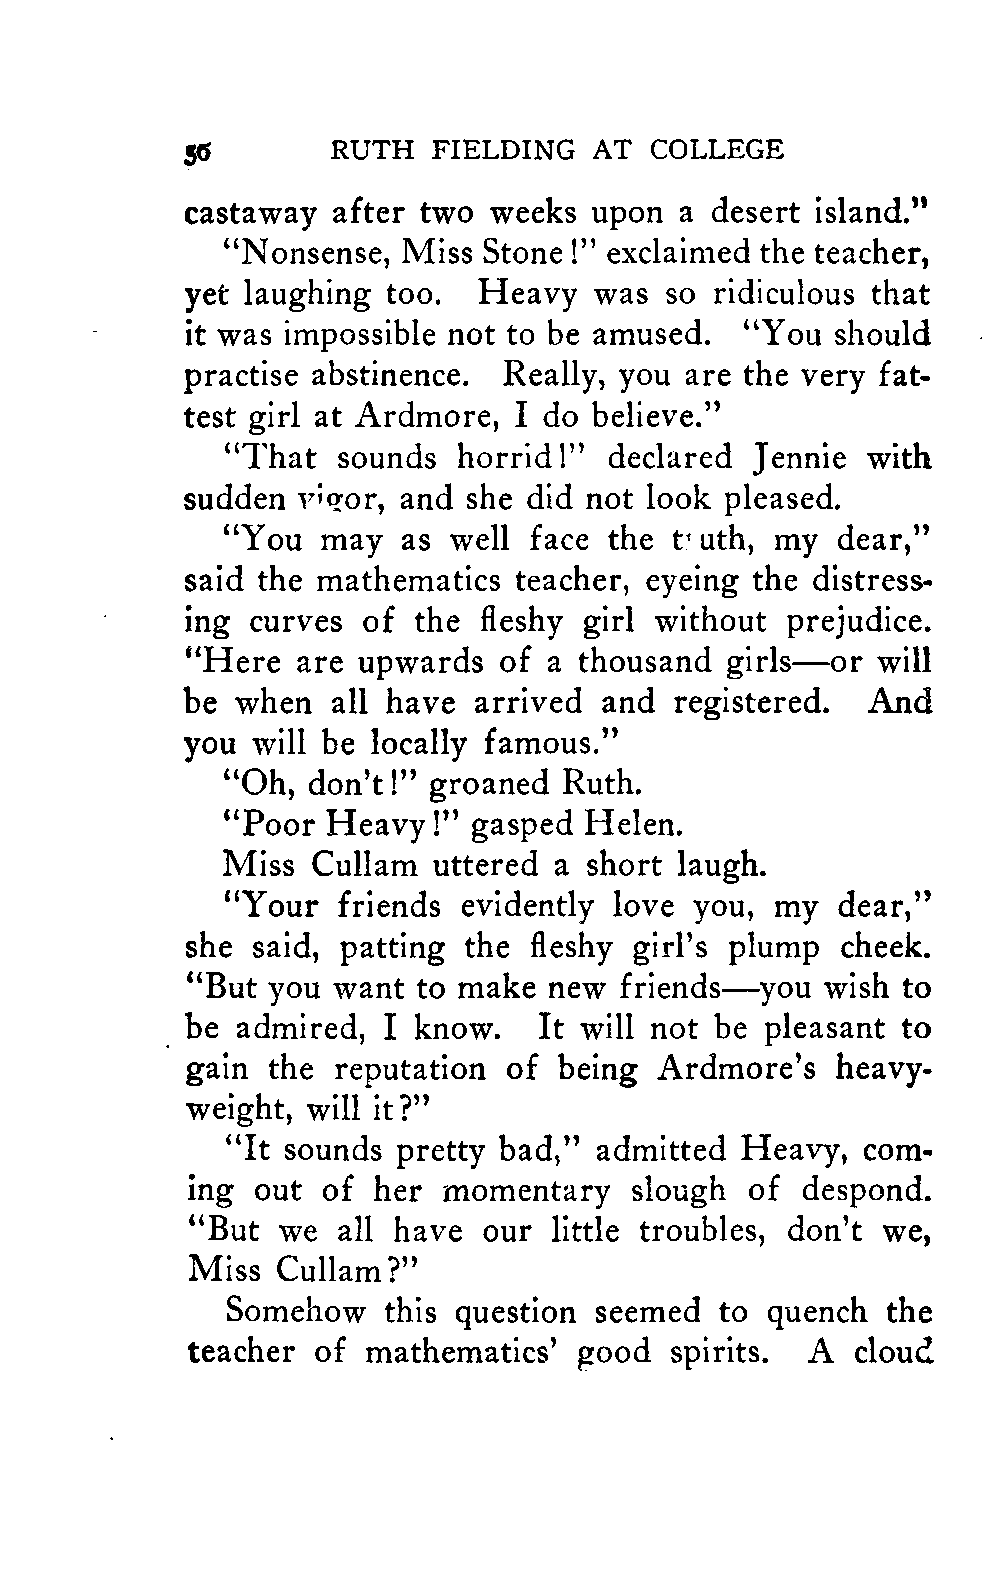 56 RUTH FIELDING AT COLLEGE
castaway after two weeks upon a desert island."
"Nonsense, Miss Stone!" exclaimed the teacher,
yet laughing too. Heavy was so ridiculous that
it was impossible not to be amused. "You should
practise abstinence. Really, you are the very fat-
test girl at Ardmore, I do believe."
"That sounds horrid!" declared Jennie with
sudden vigor, and she did not look pleased.
"You may as well face the truth, my dear,"
said the mathematics teacher, eyeing the distress-
ing curves of the fleshy girl without prejudice.
"Here are upwards of a thousand girls—or will
be when all have arrived and registered. And
you will be locally famous."
"Oh, don't!" groaned Ruth.
"Poor Heavy!" gasped Helen.
Miss Cullam uttered a short laugh.
"Your friends evidently love you, my dear,"
she said, patting the fleshy girl's plump cheek.
"But you want to make new friends—you wish to
be admired, I know. It will not be pleasant to
gain the reputation of being Ardmore's heavy-
weight, will it?"
"It sounds pretty bad," admitted Heavy, com-
ing out of her momentary slough of despond.
"But we all have our little troubles, don't we,
Miss Cullam?"
Somehow this question seemed to quench the
teacher of mathematics' good spirits. A cloud